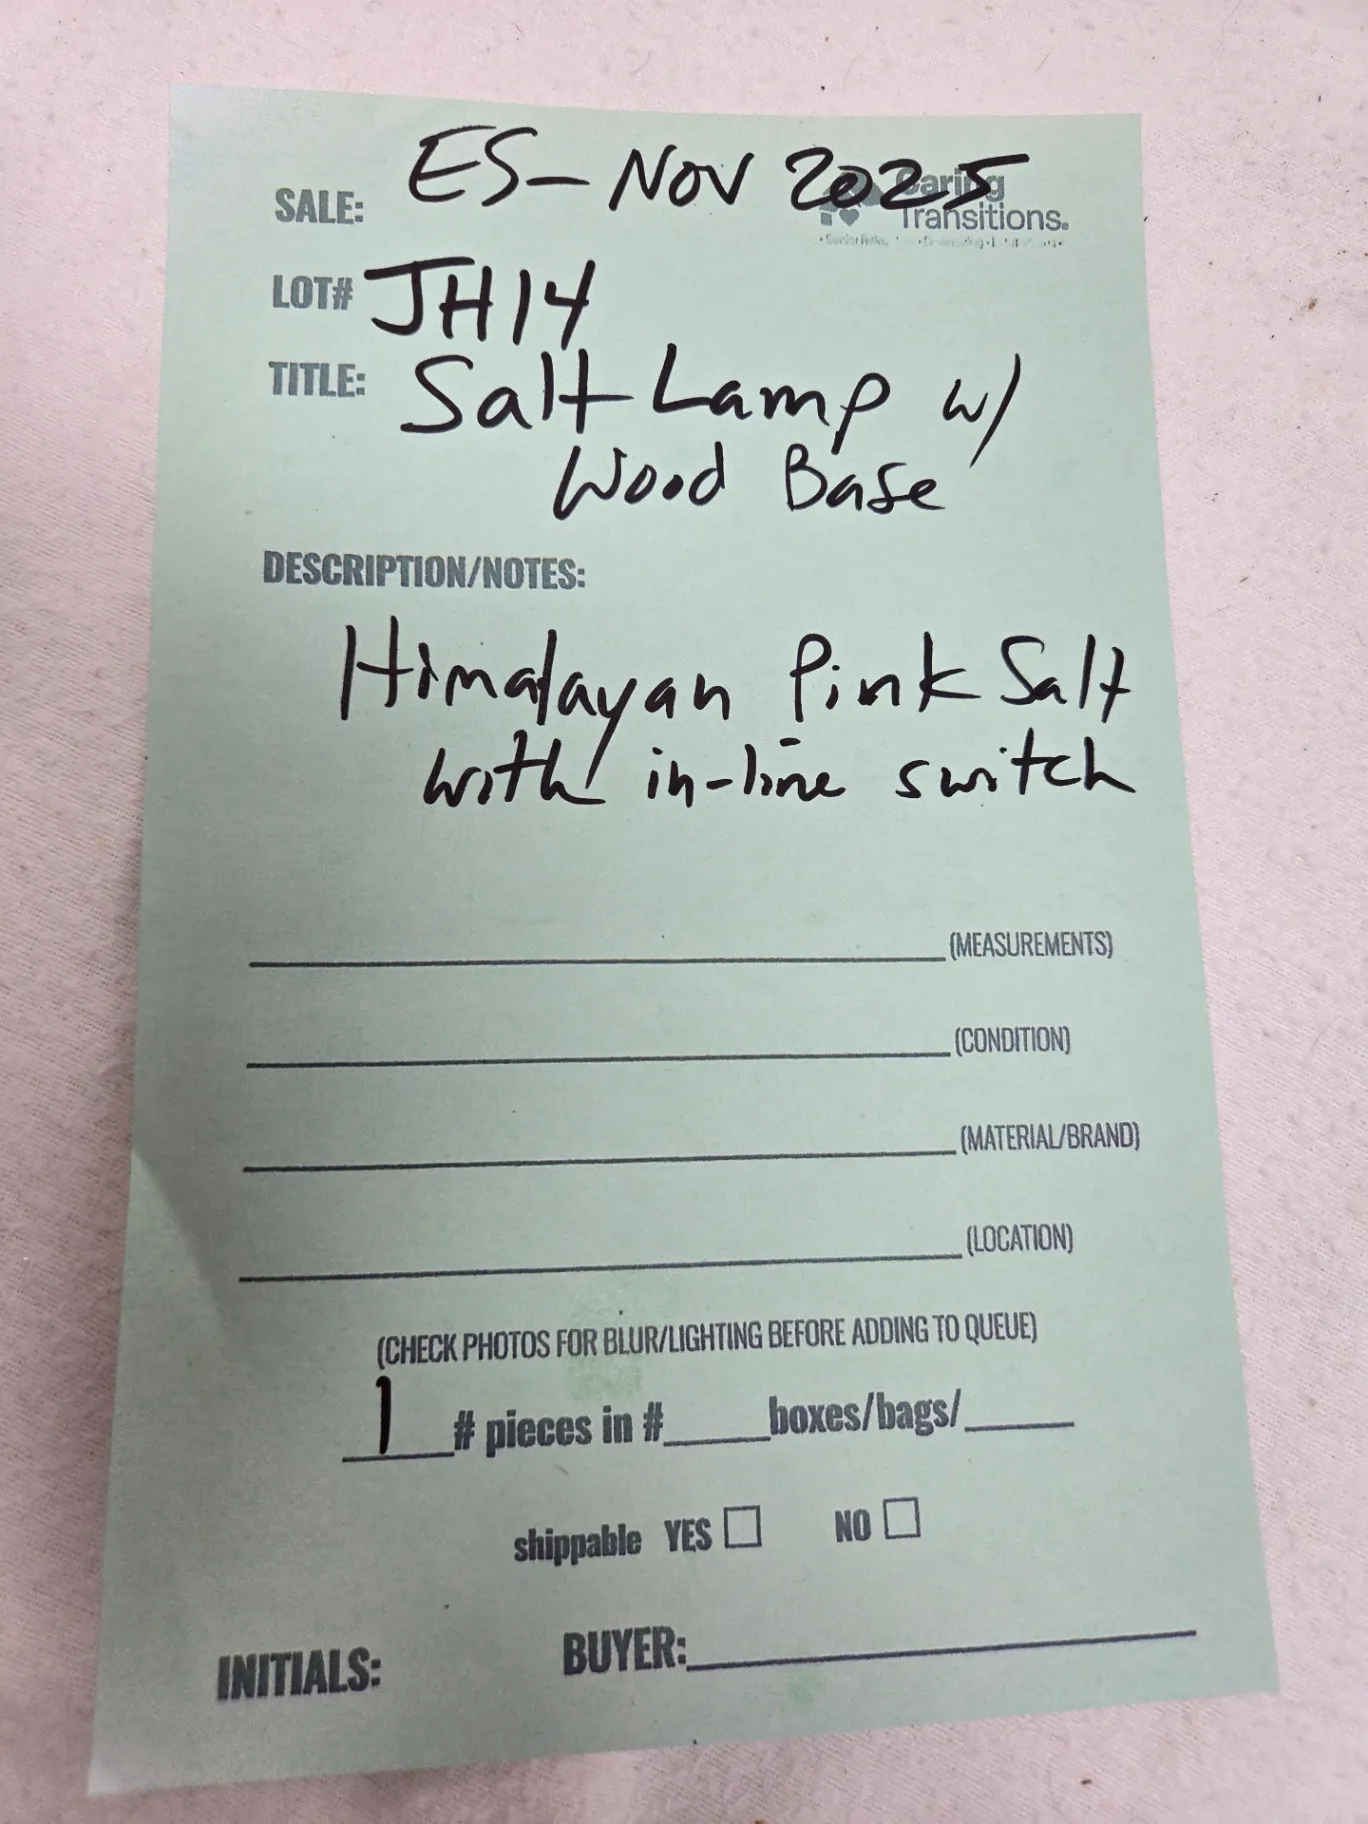 SALE: ES-Nov 2025
Caring
Transitions®
LOT# JH14
TITLE: Salt Lamp w/
Wood Base
DESCRIPTION/NOTES:
Himalayan Pink Salt
with in-line switch
(MEASUREMENTS)
(CONDITION)
(MATERIAL/BRAND)
(LOCATION)
(CHECK PHOTOS FOR BLUR/LIGHTING BEFORE ADDING TO QUEUE)
1 # pieces in # boxes/bags/
shippable YES NO
INITIALS: BUYER: